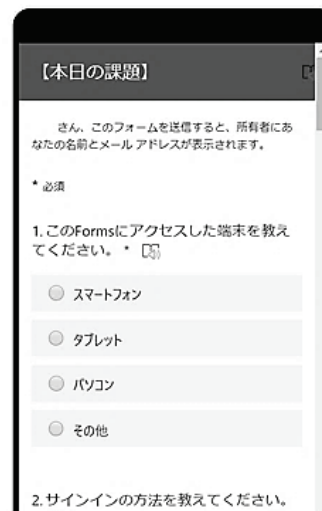 【本日の課題】
さん、このフォームを送信すると、所有者にあ
なたの名前とメール アドレスが表示されます。
* 必須
1. このFormsにアクセスした端末を教え
てください。 *
スマートフォン
タブレット
パソコン
その他
2. サインインの方法を教えてください。